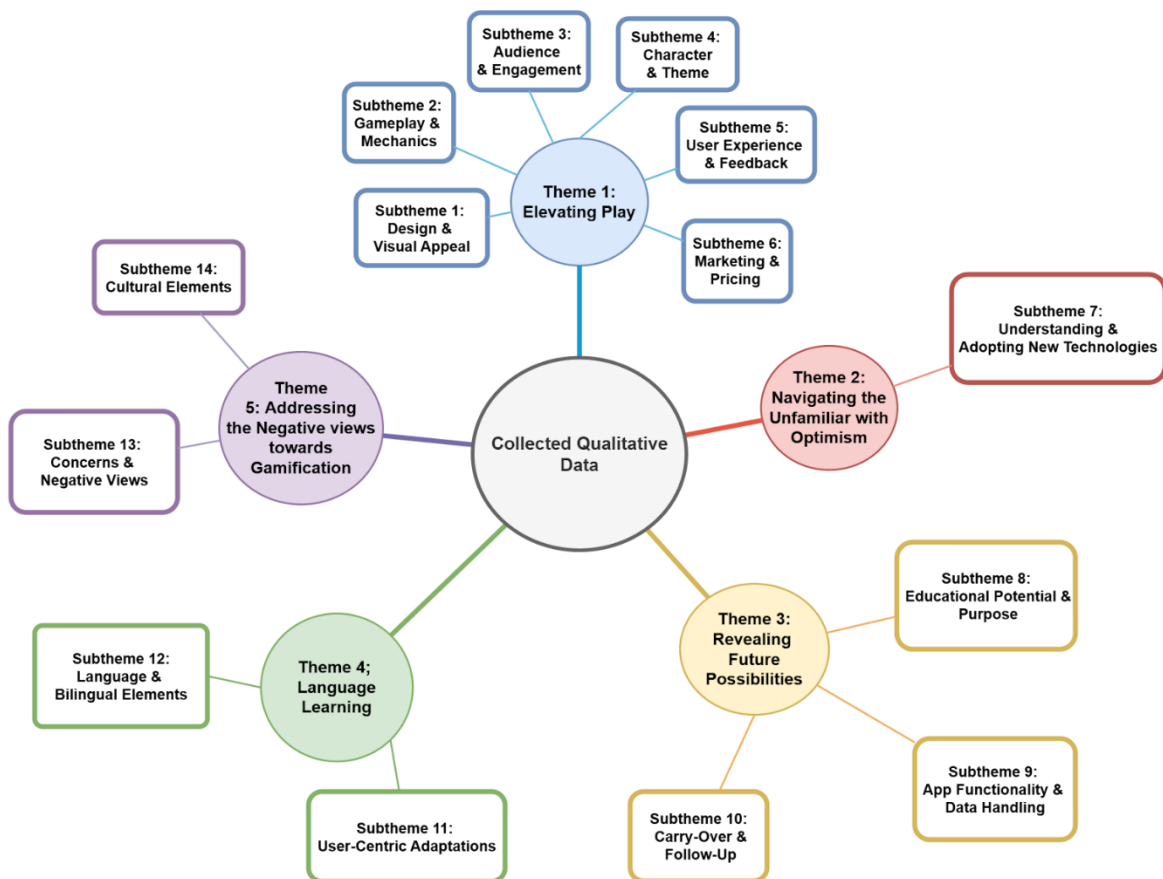 Subtheme 3:
Audience
& Engagement
Subtheme 4:
Character
& Theme
Subtheme 2:
Gameplay &
Mechanics
Subtheme 5:
User Experience
& Feedback
Theme 1:
Elevating Play
Subtheme 1:
Design &
Visual Appeal
Subtheme 6:
Marketing &
Pricing
Subtheme 14:
Cultural Elements
Subtheme 7:
Understanding &
Adopting New Technologies
Theme
5: Addressing
the Negative views
towards
Gamification
Theme 2:
Navigating the
Unfamiliar with
Optimism
Collected Qualitative
Data
Subtheme 13:
Concerns &
Negative Views
Subtheme 8:
Educational Potential &
Purpose
Theme 3:
Revealing
Future
Possibilities
Subtheme 12:
Language &
Bilingual Elements
Theme 4;
Language
Learning
Subtheme 9:
App Functionality &
Data Handling
Subtheme 10:
Carry-Over &
Follow-Up
Subtheme 11:
User-Centric Adaptations